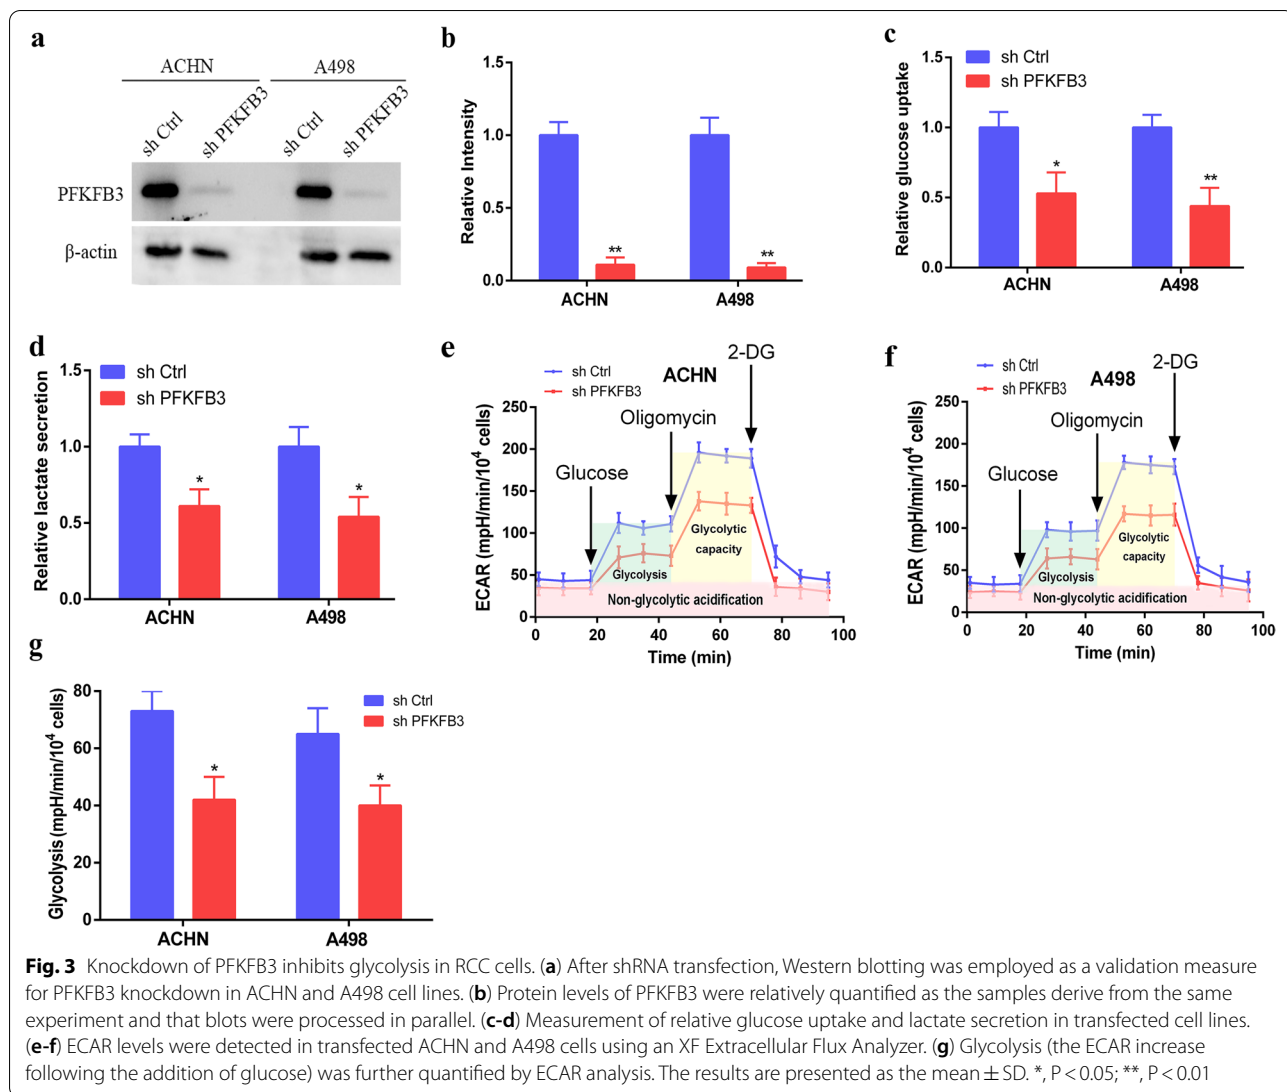 a
ACHN
A498
sh Ctrl
sh PFKFB3
sh Ctrl
sh PFKFB3
PFKFB3
β-actin
b
Relative Intensity
1.5
1.0
0.5
0.0
**
**
ACHN
A498
c
Relative glucose uptake
sh Ctrl
sh PFKFB3
1.5
1.0
0.5
0.0
*
**
ACHN
A498
d
Relative lactate secretion
sh Ctrl
sh PFKFB3
1.5
1.0
0.5
0.0
*
*
ACHN
A498
e
sh Ctrl
sh PFKFB3
ACHN
2-DG
Oligomycin
Glucose
ECAR (mpH/min/10⁴ cells)
250
200
150
100
50
0
Glycolytic
capacity
Glycolysis
Non-glycolytic acidification
0 20 40 60 80 100
Time (min)
f
sh Ctrl
sh PFKFB3
A498
2-DG
Oligomycin
Glucose
ECAR (mpH/min/10⁴ cells)
250
200
150
100
50
0
Glycolytic
capacity
Glycolysis
Non-glycolytic acidification
0 20 40 60 80 100
Time (min)
g
Glycolysis (mpH/min/10⁴ cells)
sh Ctrl
sh PFKFB3
80
60
40
20
0
*
*
ACHN
A498
Fig. 3 Knockdown of PFKFB3 inhibits glycolysis in RCC cells. (a) After shRNA transfection, Western blotting was employed as a validation measure
for PFKFB3 knockdown in ACHN and A498 cell lines. (b) Protein levels of PFKFB3 were relatively quantified as the samples derive from the same
experiment and that blots were processed in parallel. (c-d) Measurement of relative glucose uptake and lactate secretion in transfected cell lines.
(e-f) ECAR levels were detected in transfected ACHN and A498 cells using an XF Extracellular Flux Analyzer. (g) Glycolysis (the ECAR increase
following the addition of glucose) was further quantified by ECAR analysis. The results are presented as the mean ± SD. *, P < 0.05; **, P < 0.01